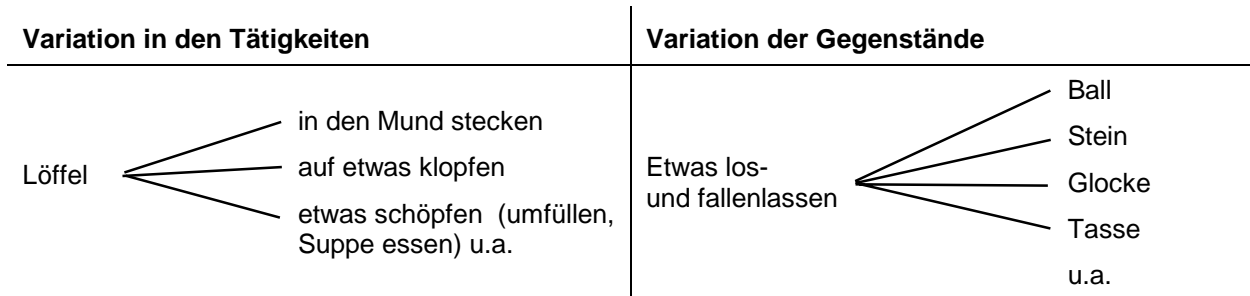 Variation in den Tätigkeiten
Variation der Gegenstände
Löffel
in den Mund stecken
auf etwas klopfen
etwas schöpfen (umfüllen,
Suppe essen) u.a.
Etwas los-
und fallenlassen
Ball
Stein
Glocke
Tasse
u.a.